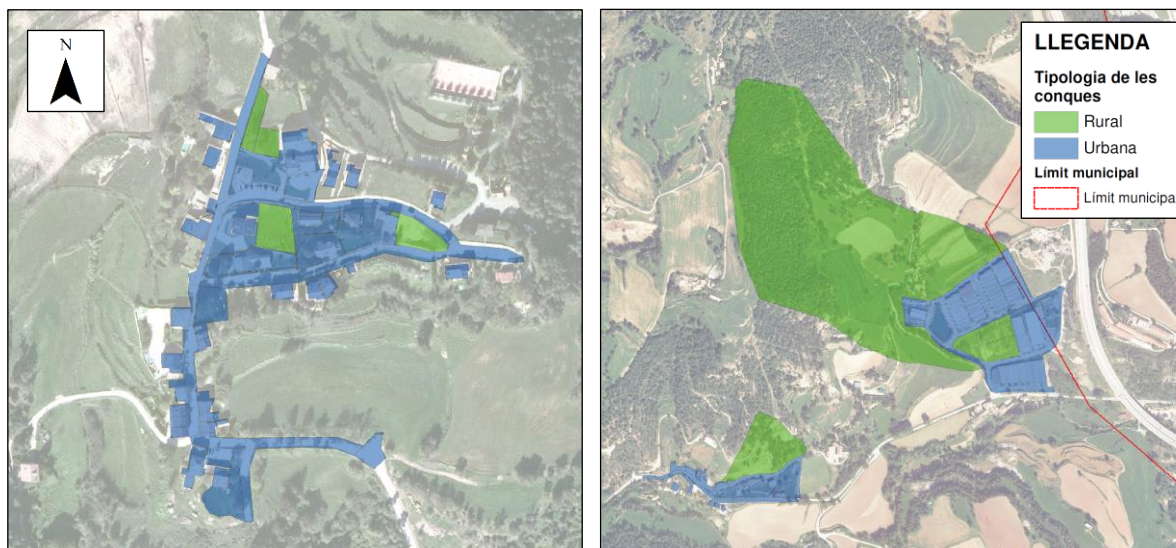 N
LLEGENDA
Tipologia de les
conques
Rural
Urbana
Límit municipal
Límit municipa